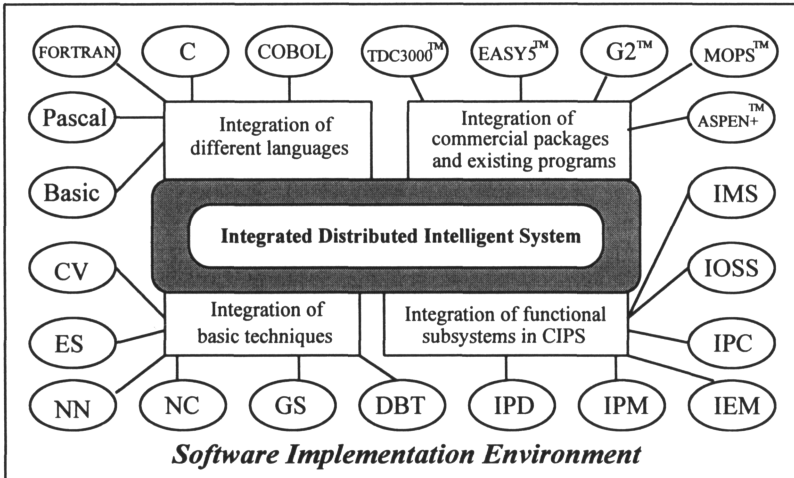 FORTRAN
C
COBOL
TDC3000™
EASY5™
G2™
MOPS™
Pascal
Integration of
different languages
Integration of
commercial packages
and existing programs
ASPEN+™
Basic
IMS
Integrated Distributed Intelligent System
CV
IOSS
Integration of
basic techniques
Integration of functional
subsystems in CIPS
ES
IPC
NN
NC
GS
DBT
IPD
IPM
IEM
Software Implementation Environment